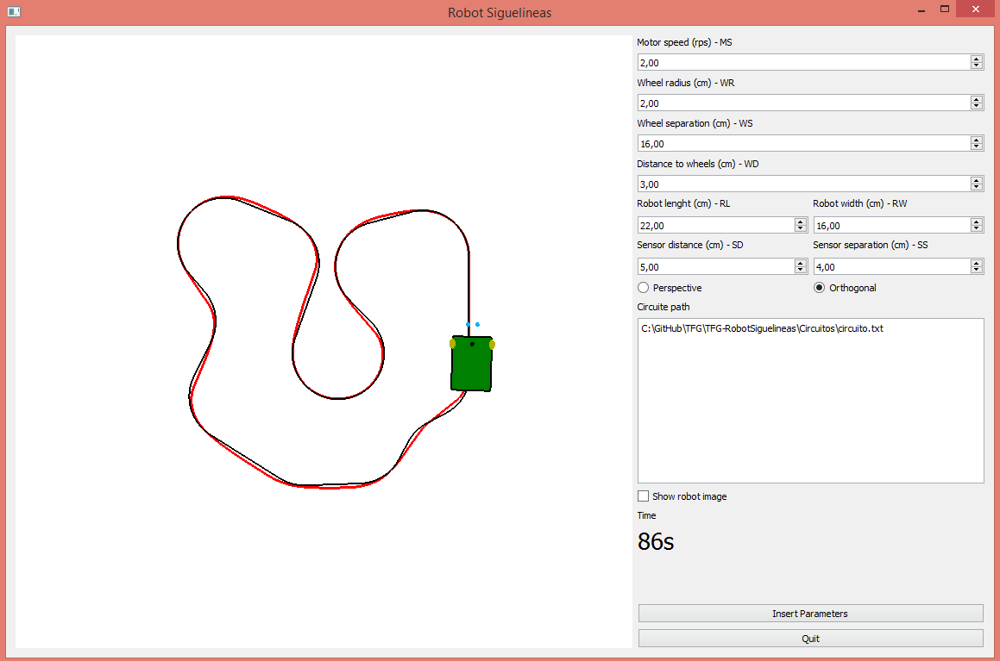 Robot Siguelineas
Motor speed (rps) - MS
2,00
Wheel radius (cm) - WR
2,00
Wheel separation (cm) - WS
16,00
Distance to wheels (cm) - WD
3,00
Robot lenght (cm) - RL
Robot width (cm) - RW
22,00
16,00
Sensor distance (cm) - SD
Sensor separation (cm) - SS
5,00
4,00
Perspective
Orthogonal
Circuite path
C:\GitHub\TFG\TFG-RobotSiguelineas\Circuitos\circuito.txt
Show robot image
Time
86s
Insert Parameters
Quit